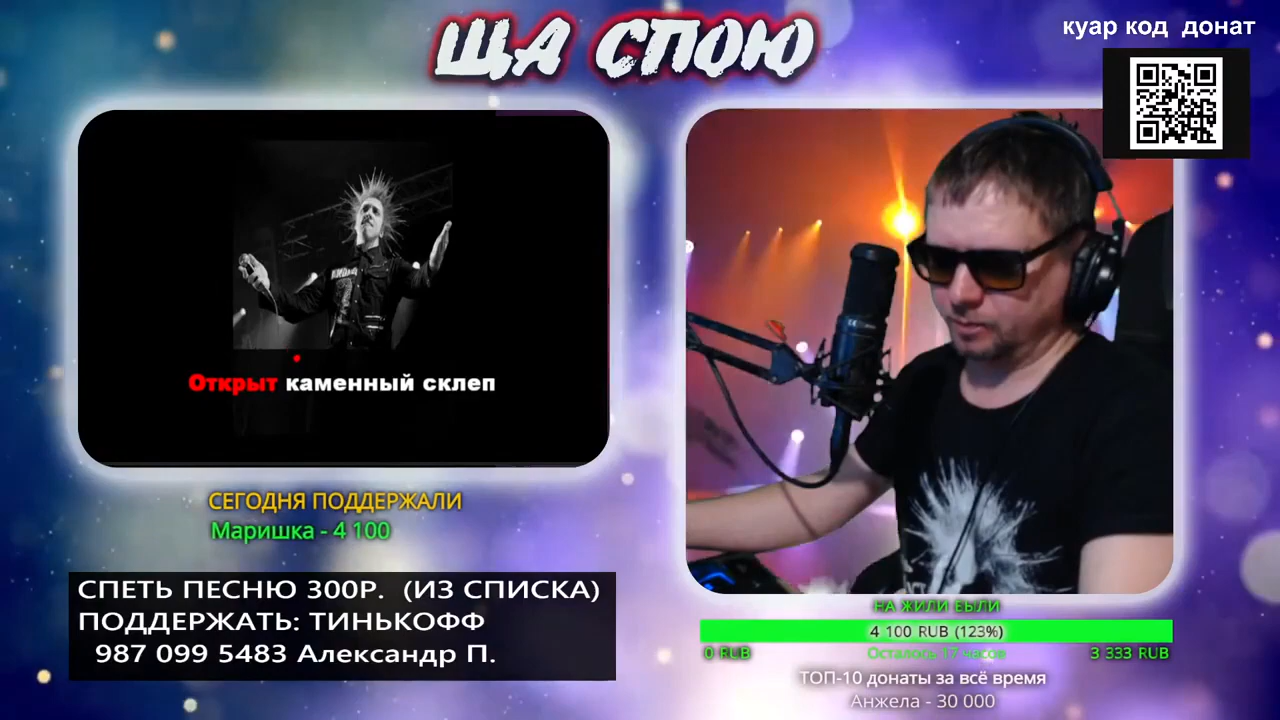 ЩА СПОЮ
куар код донат
Открыт каменный склеп
СЕГОДНЯ ПОДДЕРЖАЛИ
Маришка - 4 100
СПЕТЬ ПЕСНЮ 300Р. (ИЗ СПИСКА)
ПОДДЕРЖАТЬ: ТИНЬКОФФ
987 099 5483 Александр П.
НА ЖИЛИ БЫЛИ
4 100 RUB (123%)
0 RUB
Осталось 17 часов
3 333 RUB
ТОП-10 донаты за всё время
Анжела - 30 000